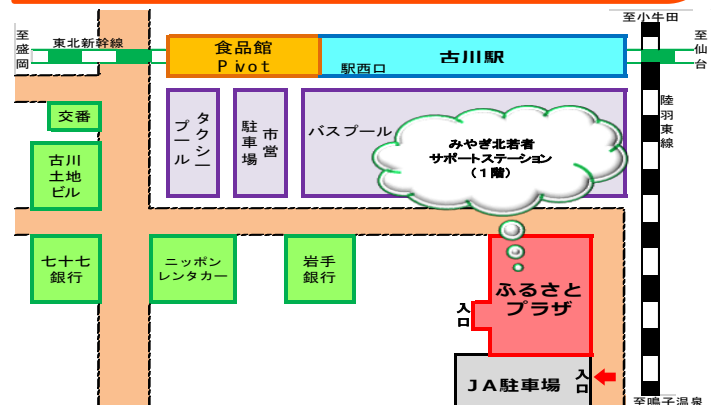 至小牛田
至盛岡
東北新幹線
食品館
Pivot
駅西口
古川駅
至仙台
交番
タクシー
プール
市営
駐車場
バスプール
みやぎ北若者
サポートステーション
（１階）
陸羽東線
古川
土地
ビル
七十七
銀行
ニッポン
レンタカー
岩手
銀行
ふるさと
プラザ
入口
ＪＡ駐車場
入口
至鳴子温泉